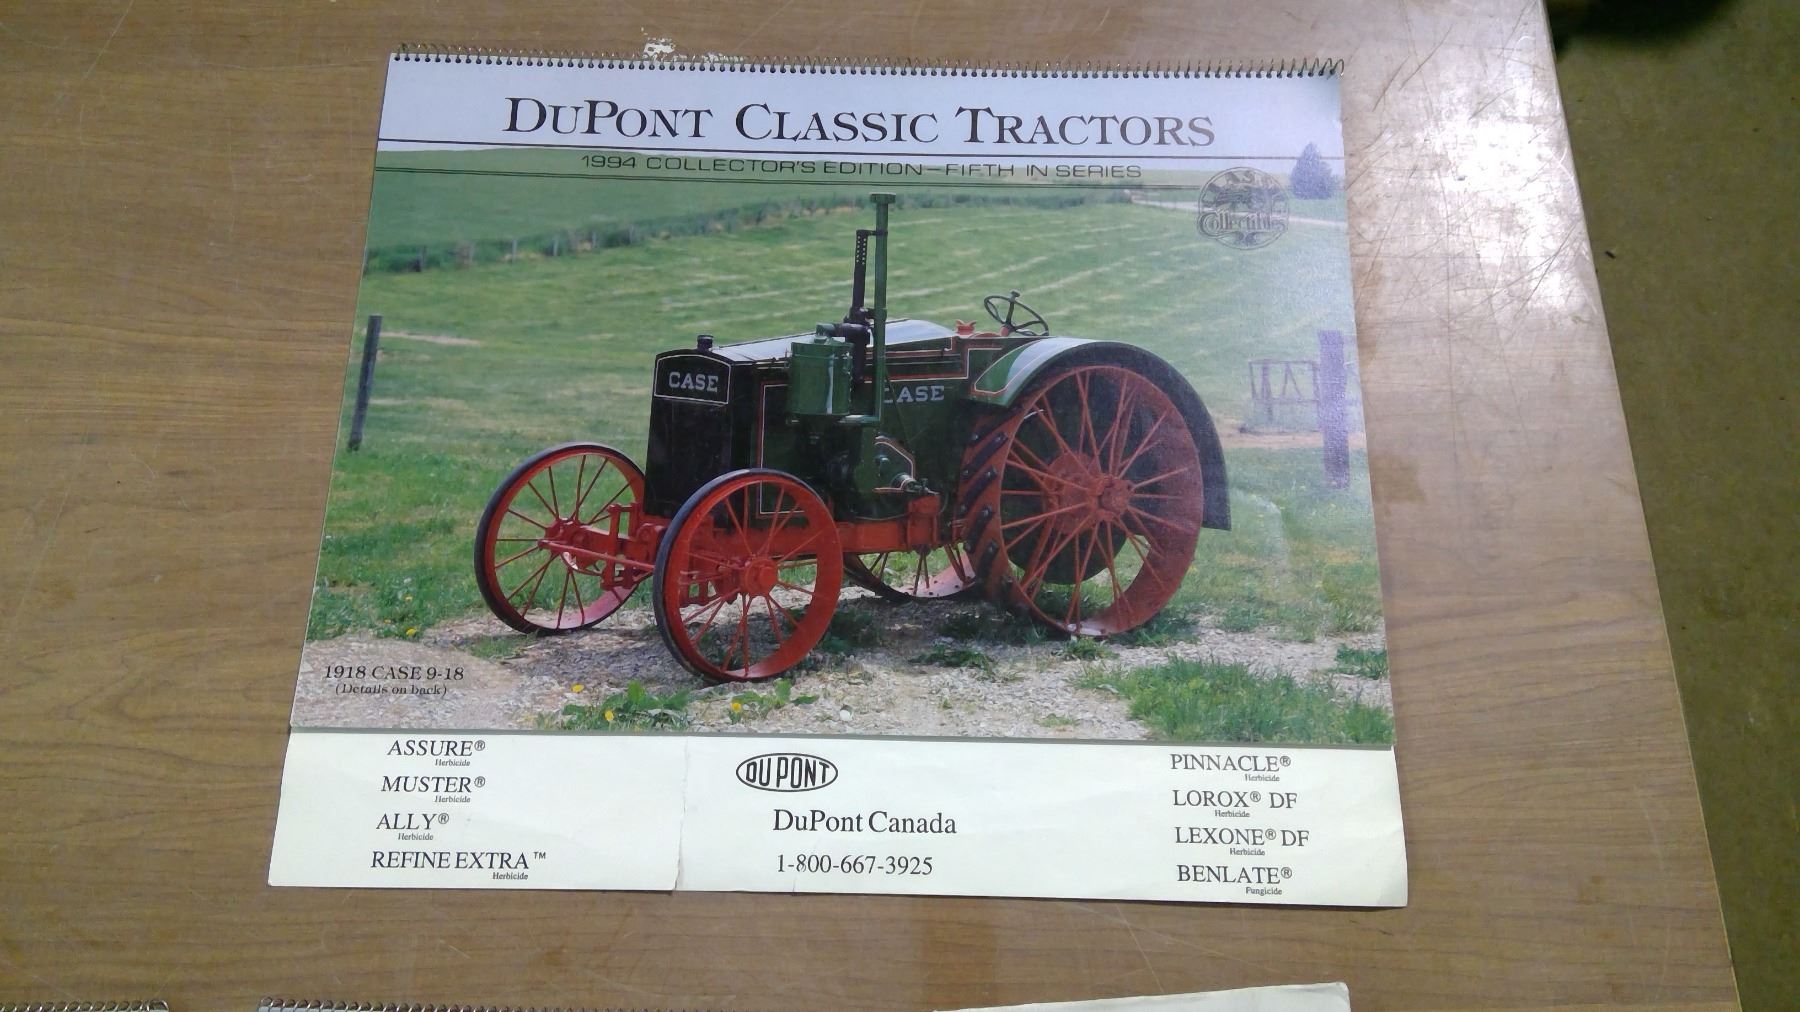 DUPONT CLASSIC TRACTORS
1994 COLLECTOR'S EDITION—FIFTH IN SERIES
Collectibles
CASE
CASE
1918 CASE 9-18
(Details on back)
ASSURE®
Herbicide
MUSTER®
Herbicide
ALLY®
Herbicide
REFINE EXTRA™
Herbicide
DU PONT
DuPont Canada
1-800-667-3925
PINNACLE®
Herbicide
LOROX® DF
Herbicide
LEXONE® DF
Herbicide
BENLATE®
Fungicide